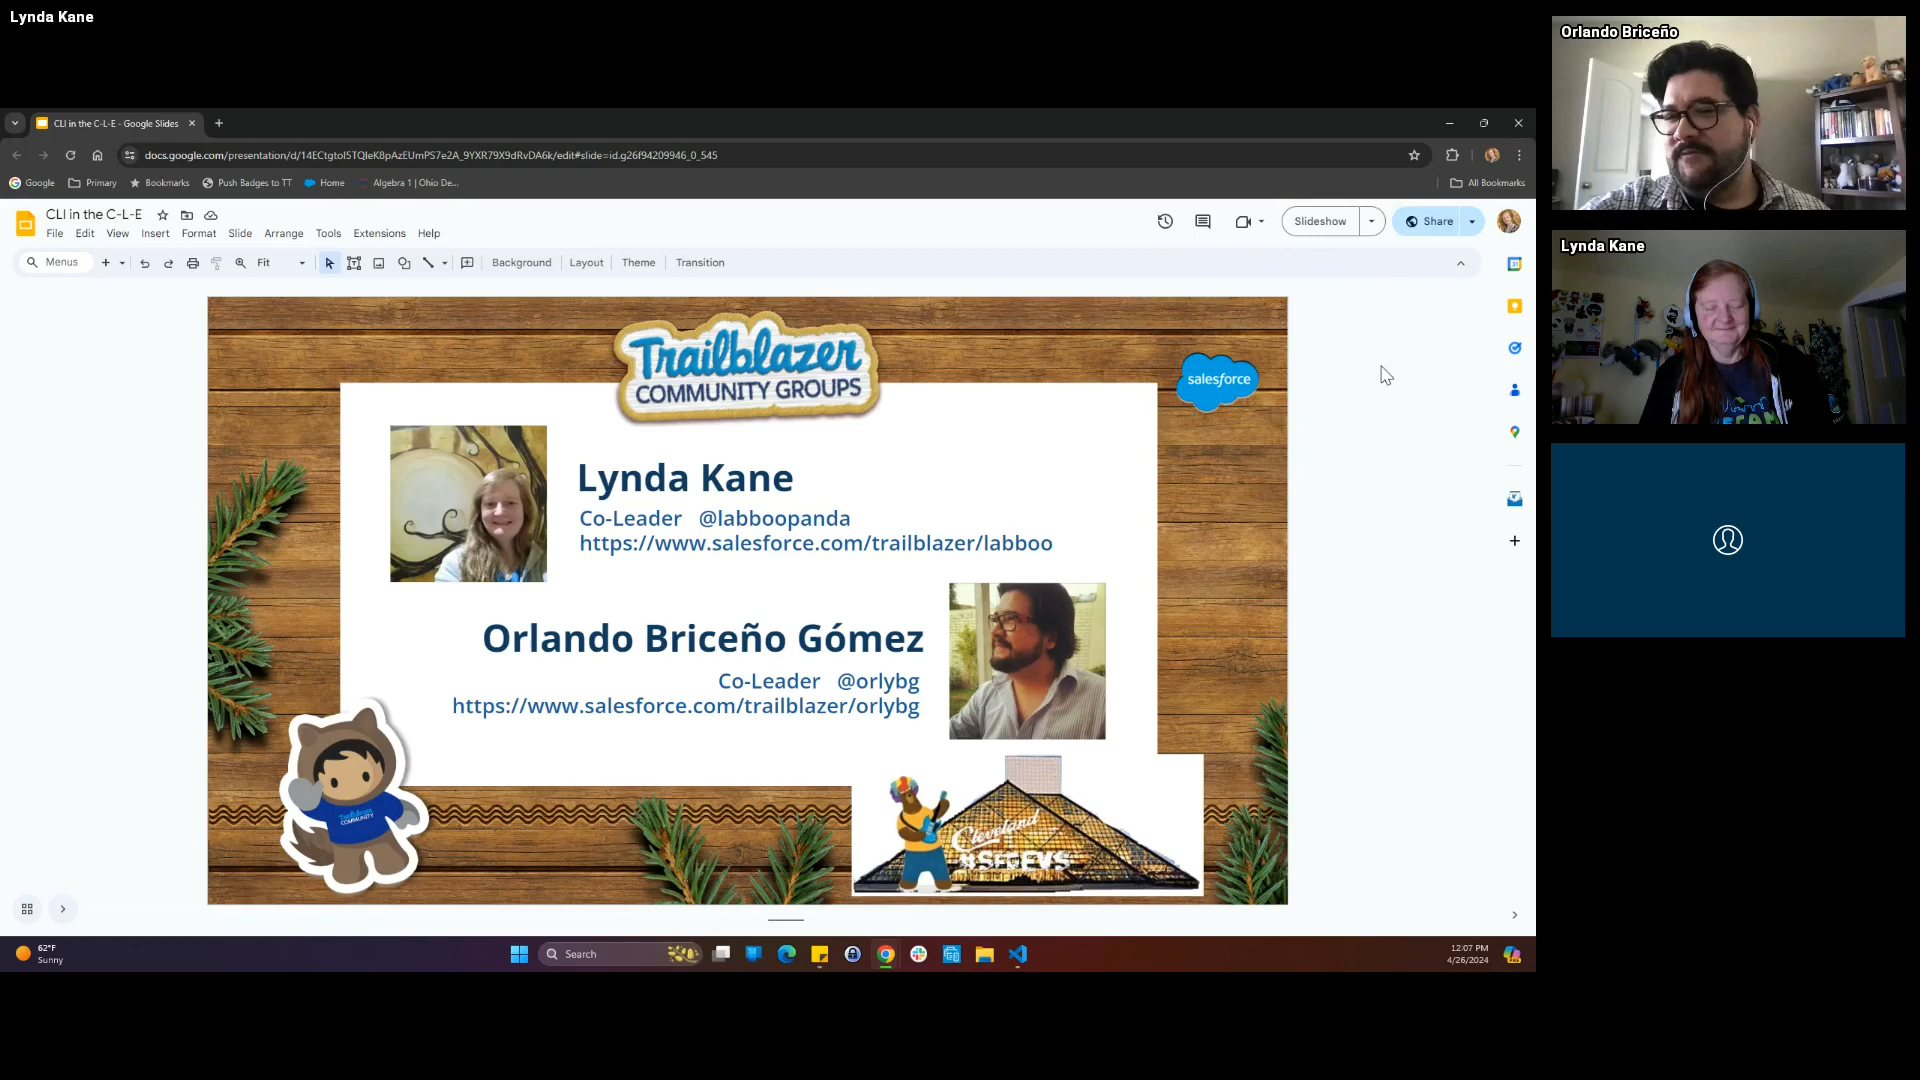 Lynda Kane
Orlando Briceño
Lynda Kane
CLI in the C-L-E - Google Slides
docs.google.com/presentation/d/14ECtgtoI5TQJeK8pAzEUmPS7e2A_9YXR79X9dRvDA6k/edit#slide=id.g26f94209946_0_545
Google Primary Bookmarks Push Badges to TT Home Algebra 1 | Ohio De... All Bookmarks
CLI in the C-L-E
File Edit View Insert Format Slide Arrange Tools Extensions Help
Slideshow Share
Menus Fit Background Layout Theme Transition
Trailblazer
COMMUNITY GROUPS
salesforce
Lynda Kane
Co-Leader @labboopanda
https://www.salesforce.com/trailblazer/labboo
Orlando Briceño Gómez
Co-Leader @orlybg
https://www.salesforce.com/trailblazer/orlybg
Trailblazer
COMMUNITY
Cleveland
62°F
Sunny
Search
12:07 PM
4/26/2024